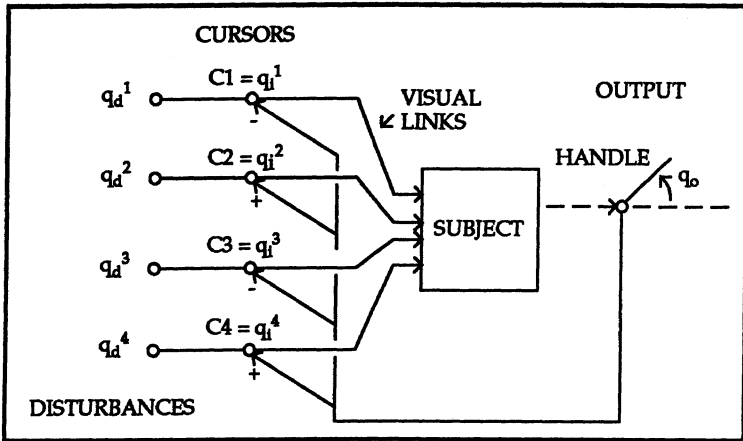 CURSORS
q_d^1
C1 = q_i^1
-
VISUAL
LINKS
OUTPUT
q_d^2
C2 = q_i^2
+
HANDLE
q_o
SUBJECT
q_d^3
C3 = q_i^3
-
q_d^4
C4 = q_i^4
+
DISTURBANCES